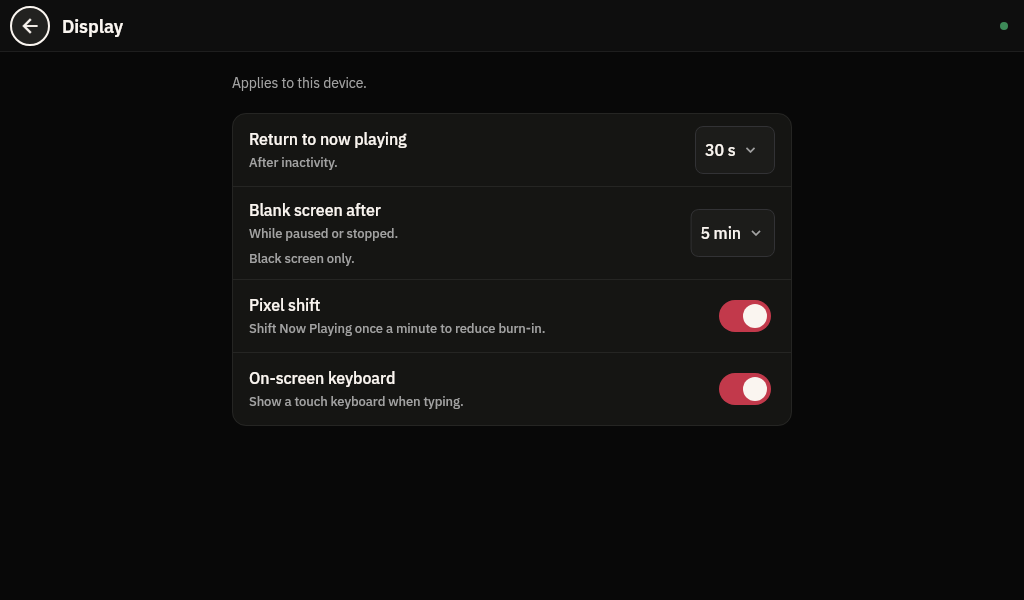 Display
Applies to this device.
Return to now playing
After inactivity.
30 s
Blank screen after
While paused or stopped.
Black screen only.
5 min
Pixel shift
Shift Now Playing once a minute to reduce burn-in.
On-screen keyboard
Show a touch keyboard when typing.